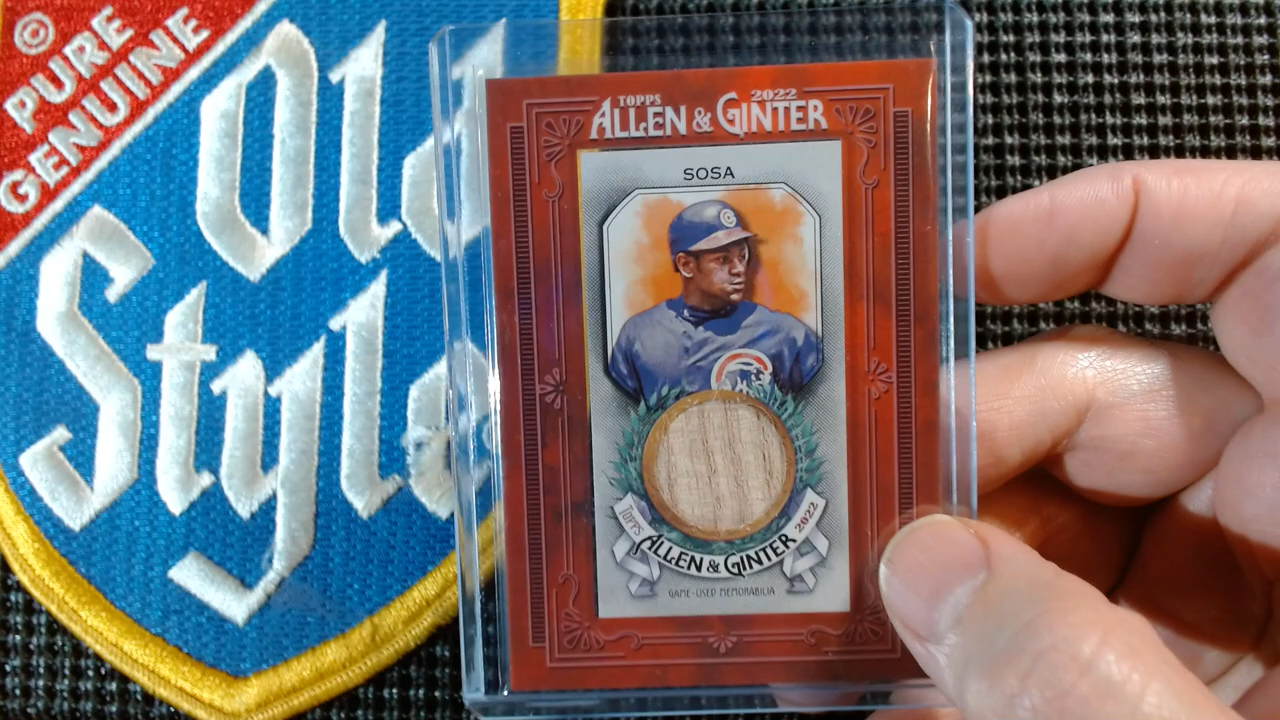 ©
PURE
GENUINE
Old
Style
TOPPS 2022
ALLEN & GINTER
SOSA
C
TOPPS ALLEN & GINTER 2022
GAME-USED MEMORABILIA